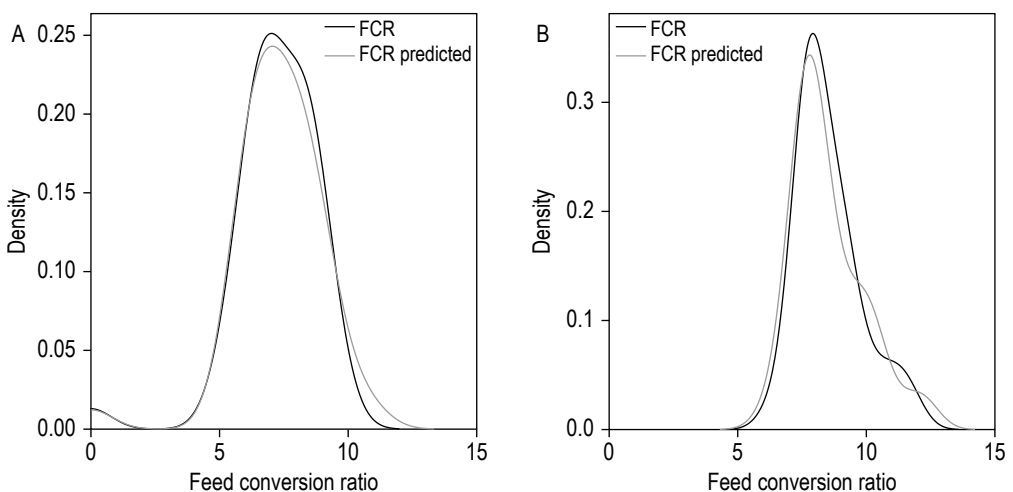 A
FCR
FCR predicted
0.25
0.20
0.15
0.10
0.05
0.00
Density
0 5 10 15
Feed conversion ratio
B
FCR
FCR predicted
0.3
0.2
0.1
0.0
Density
0 5 10 15
Feed conversion ratio